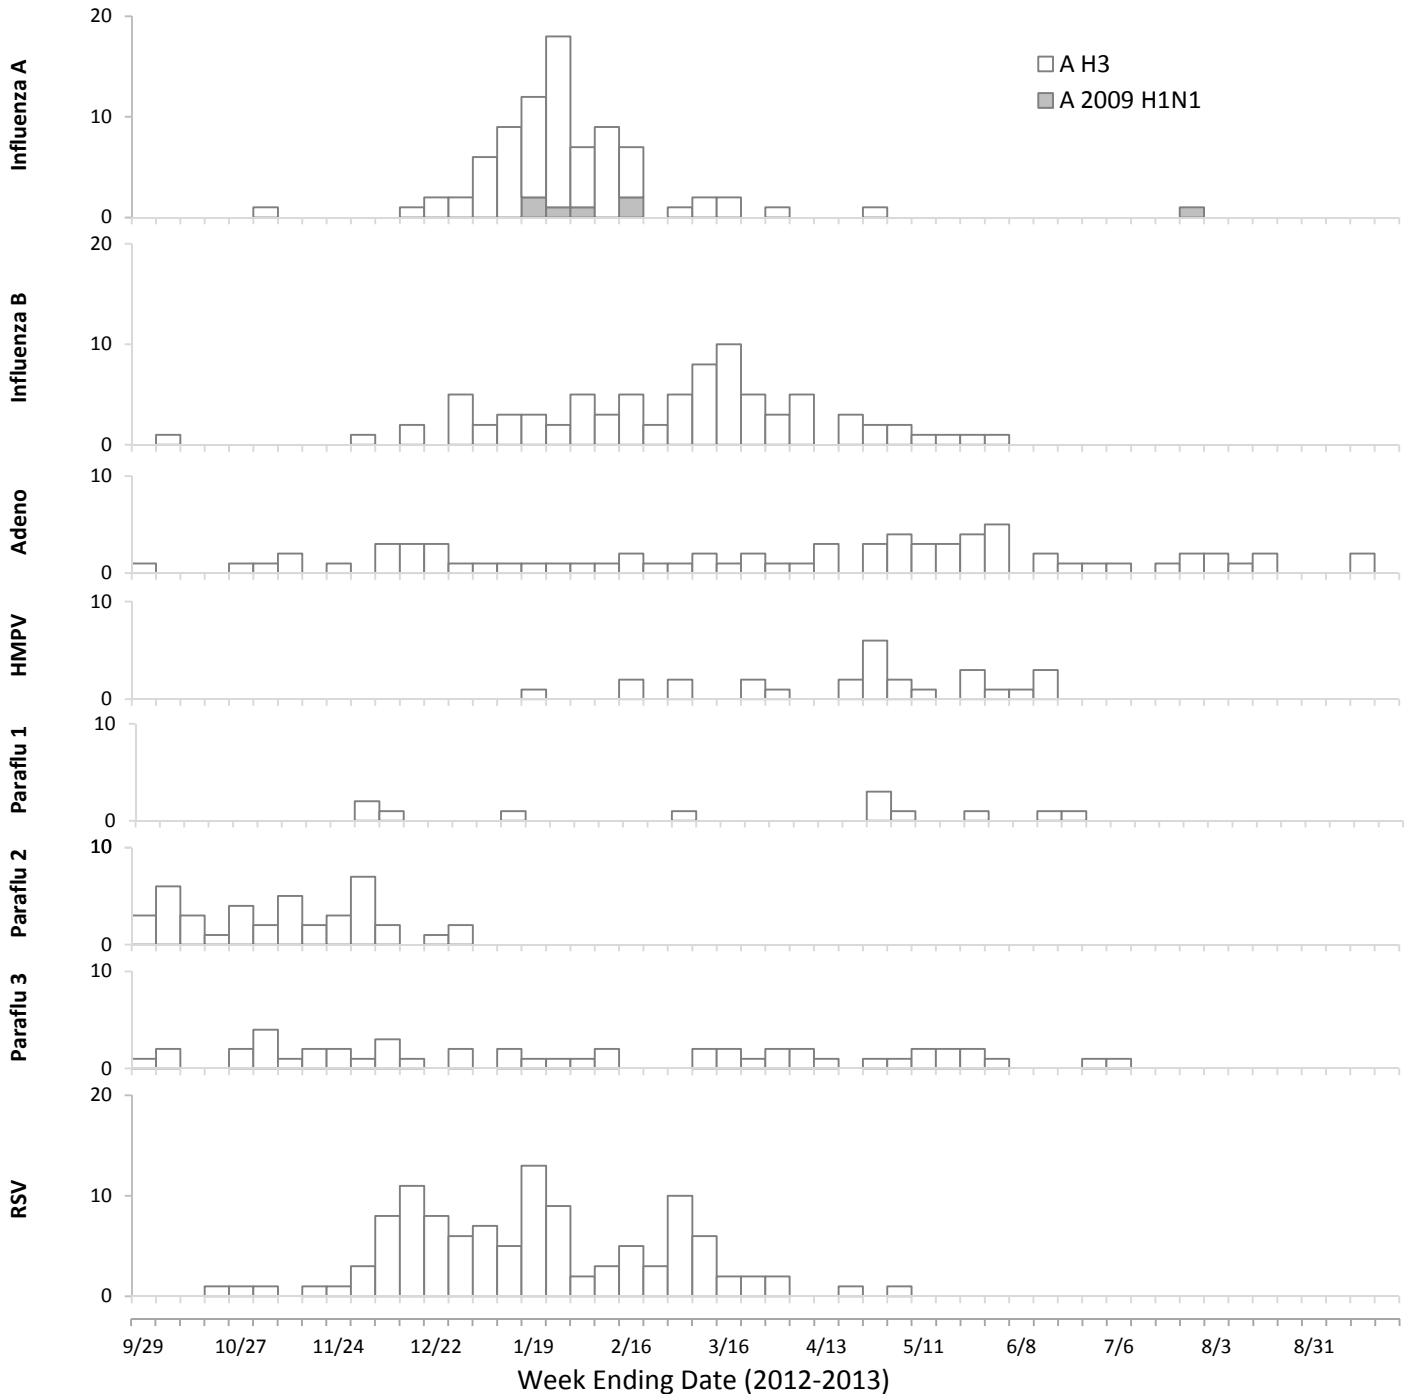 20
10
0
Influenza A
A H3
A 2009 H1N1
20
10
0
Influenza B
10
0
Adeno
10
0
HMPV
10
0
Paraflu 1
10
0
Paraflu 2
10
0
Paraflu 3
20
10
0
RSV
9/29 10/27 11/24 12/22 1/19 2/16 3/16 4/13 5/11 6/8 7/6 8/3 8/31
Week Ending Date (2012-2013)